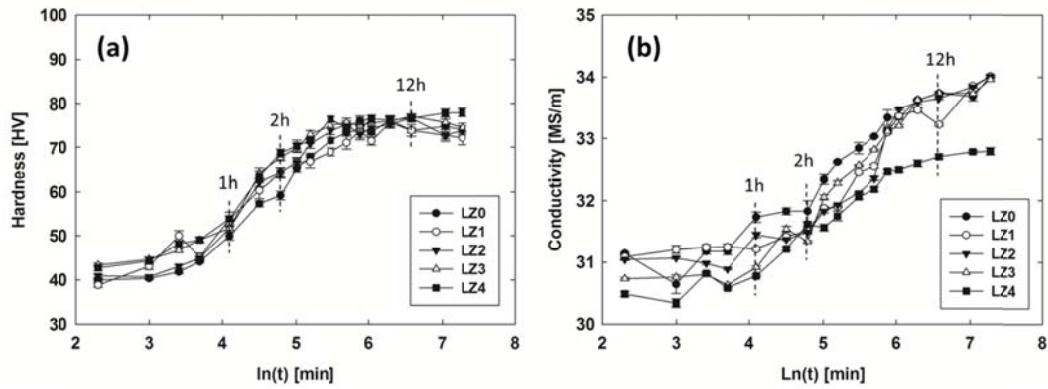 (a)
Hardness [HV]
100
90
80
70
60
50
40
30
1h
2h
12h
LZ0
LZ1
LZ2
LZ3
LZ4
2 3 4 5 6 7 8
ln(t) [min]
(b)
Conductivity [MS/m]
35
34
33
32
31
30
1h
2h
12h
LZ0
LZ1
LZ2
LZ3
LZ4
2 3 4 5 6 7 8
Ln(t) [min]